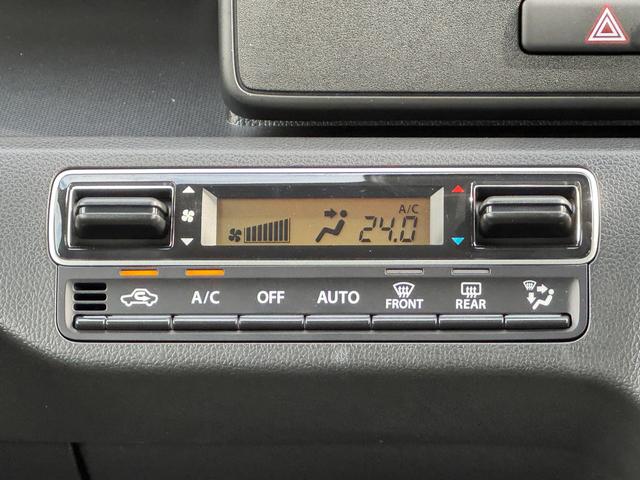 A/C
24.0
A/C OFF AUTO FRONT REAR